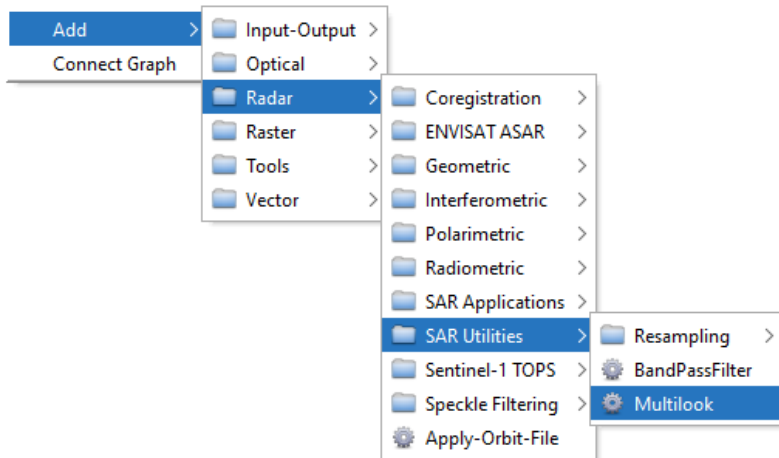 Add
Connect Graph
Input-Output
Optical
Radar
Raster
Tools
Vector
Coregistration
ENVISAT ASAR
Geometric
Interferometric
Polarimetric
Radiometric
SAR Applications
SAR Utilities
Sentinel-1 TOPS
Speckle Filtering
Apply-Orbit-File
Resampling
BandPassFilter
Multilook